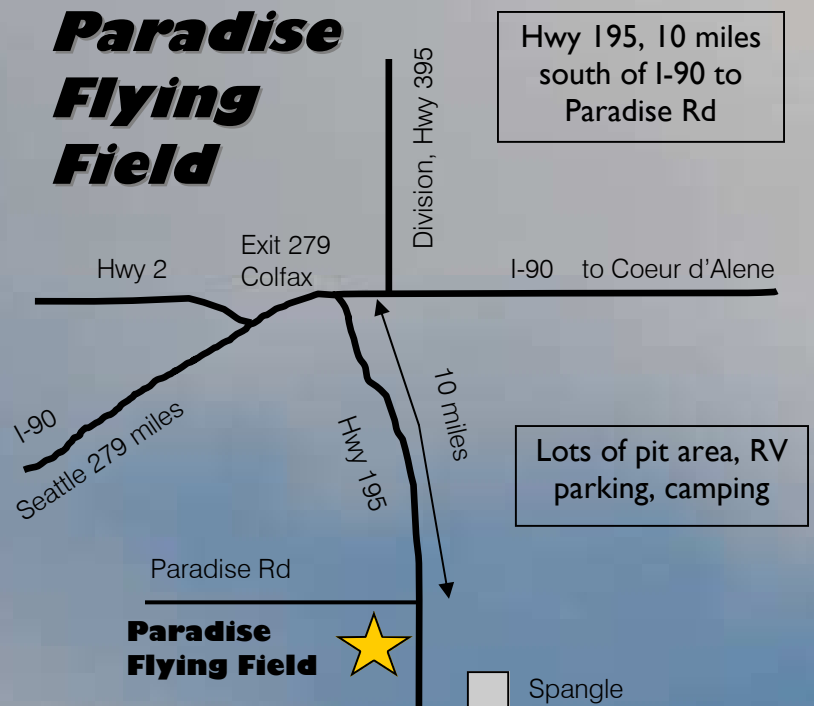 Paradise
Flying
Field
Hwy 195, 10 miles
south of I-90 to
Paradise Rd
Division, Hwy 395
Exit 279
Colfax
Hwy 2
I-90 to Coeur d’Alene
I-90
Seattle 279 miles
Hwy 195
10 miles
Lots of pit area, RV
parking, camping
Paradise Rd
Paradise
Flying Field
Spangle